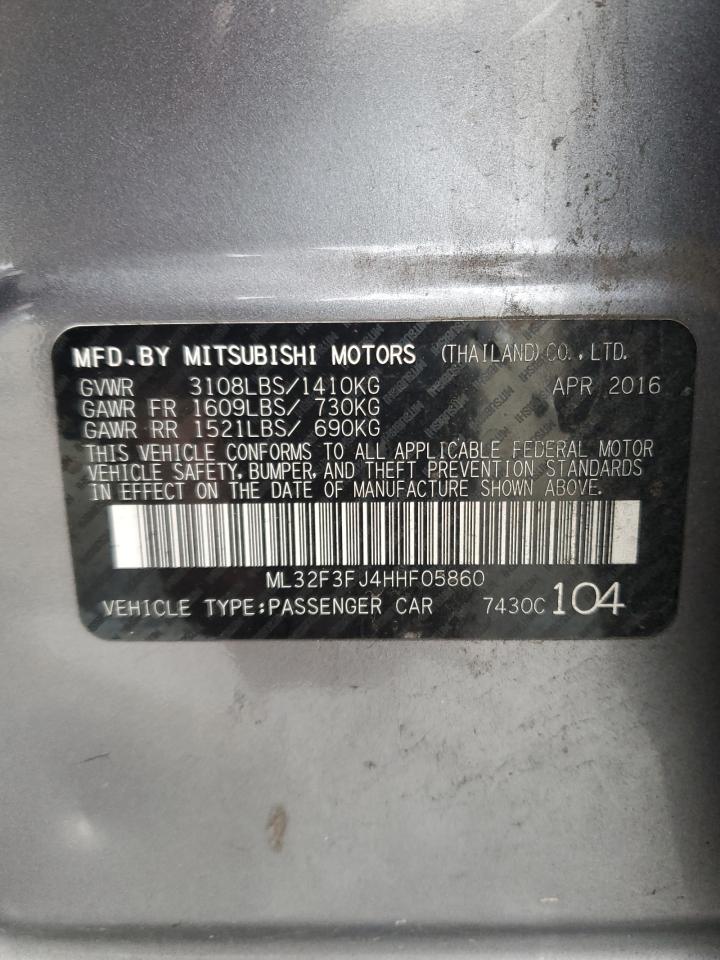 MFD.BY MITSUBISHI MOTORS (THAILAND) CO.,LTD.
GVWR 3108LBS/1410KG APR 2016
GAWR FR 1609LBS/ 730KG
GAWR RR 1521LBS/ 690KG
THIS VEHICLE CONFORMS TO ALL APPLICABLE FEDERAL MOTOR
VEHICLE SAFETY, BUMPER, AND THEFT PREVENTION STANDARDS
IN EFFECT ON THE DATE OF MANUFACTURE SHOWN ABOVE.
ML32F3FJ4HHF05860
VEHICLE TYPE:PASSENGER CAR 7430C 104